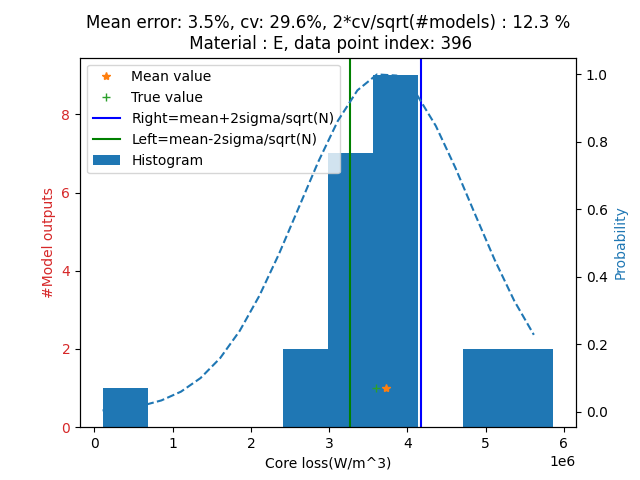 Mean error: 3.5%, cv: 29.6%, 2*cv/sqrt(#models) : 12.3 %
Material : E, data point index: 396
Mean value
True value
Right=mean+2sigma/sqrt(N)
Left=mean-2sigma/sqrt(N)
Histogram
#Model outputs
8
6
4
2
0
1.0
0.8
0.6
0.4
0.2
0.0
Probability
0 1 2 3 4 5 6
1e6
Core loss(W/m^3)